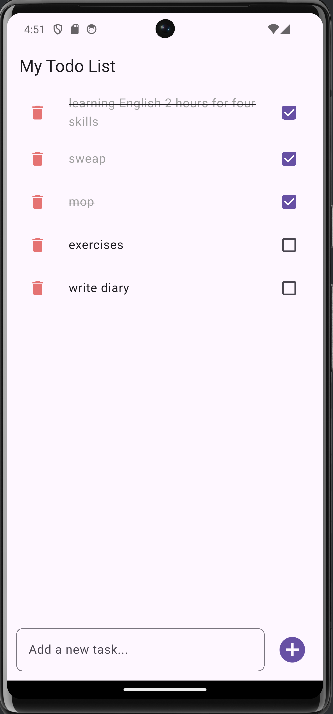 4:51
My Todo List
learning English 2 hours for four
skills
sweap
mop
exercises
write diary
Add a new task...